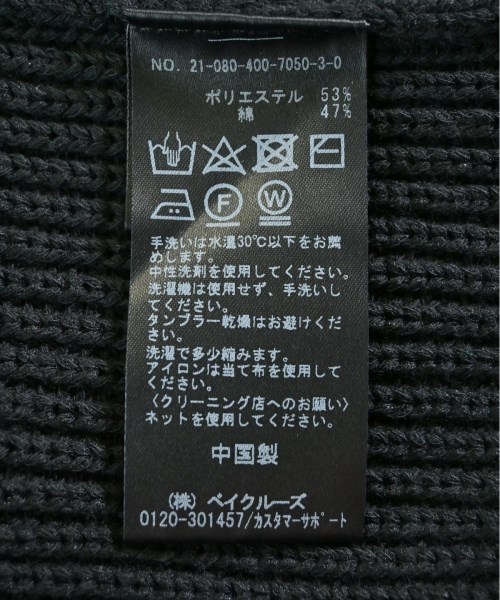 NO. 21-080-400-7050-3-0
ポリエステル 53%
綿 47%
F W
手洗いは水温30℃以下をお薦
めします。
中性洗剤を使用してください。
洗濯機は使用せず、手洗いし
てください。
タンブラー乾燥はお避けくだ
さい。
洗濯で多少縮みます。
アイロンは当て布を使用して
ください。
〈クリーニング店へのお願い〉
ネットを使用してください。
中国製
(株) ベイクルーズ
0120-301457/カスタマーサポート